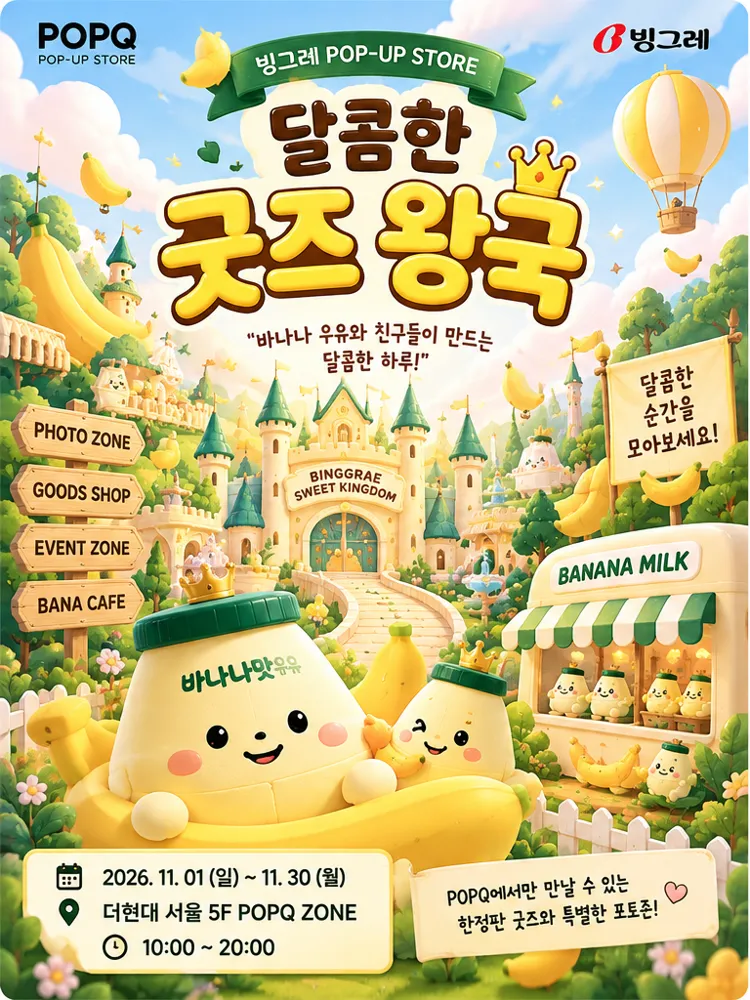 POPQ
POP-UP STORE
빙그레
빙그레 POP-UP STORE
달콤한
굿즈 왕국
"바나나 우유와 친구들이 만드는
달콤한 하루!"
달콤한
순간을
모아보세요!
PHOTO ZONE
GOODS SHOP
EVENT ZONE
BANA CAFE
BINGGRAE
SWEET KINGDOM
BANANA MILK
바나나맛우유
2026. 11. 01 (일) ~ 11. 30 (월)
더현대 서울 5F POPQ ZONE
10:00 ~ 20:00
POPQ에서만 만날 수 있는
한정판 굿즈와 특별한 포토존!